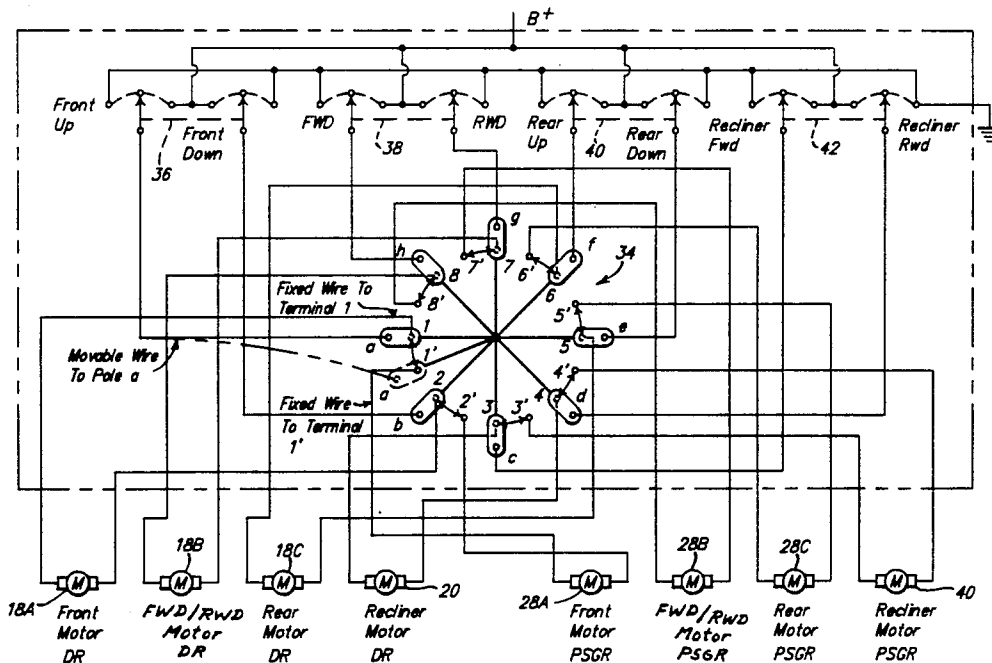 B+
Front
Up
Front
Down
36
FWD
38
RWD
Rear
Up
40
Rear
Down
Recliner
Fwd
42
Recliner
Rwd
g
7'
7
h
8
8'
f
6'
6
34
Fixed Wire To
Terminal 1
a
1
5'
5
e
Movable Wire
To Pole a
1'
a'
Fixed Wire
To Terminal
1'
2
2'
b
3
3'
c
4
4'
d
18A
M
Front
Motor
DR
18B
M
FWD/RWD
Motor
DR
18C
M
Rear
Motor
DR
20
M
Recliner
Motor
DR
28A
M
Front
Motor
PSGR
28B
M
FWD/RWD
Motor
PSGR
28C
M
Rear
Motor
PSGR
40
M
Recliner
Motor
PSGR